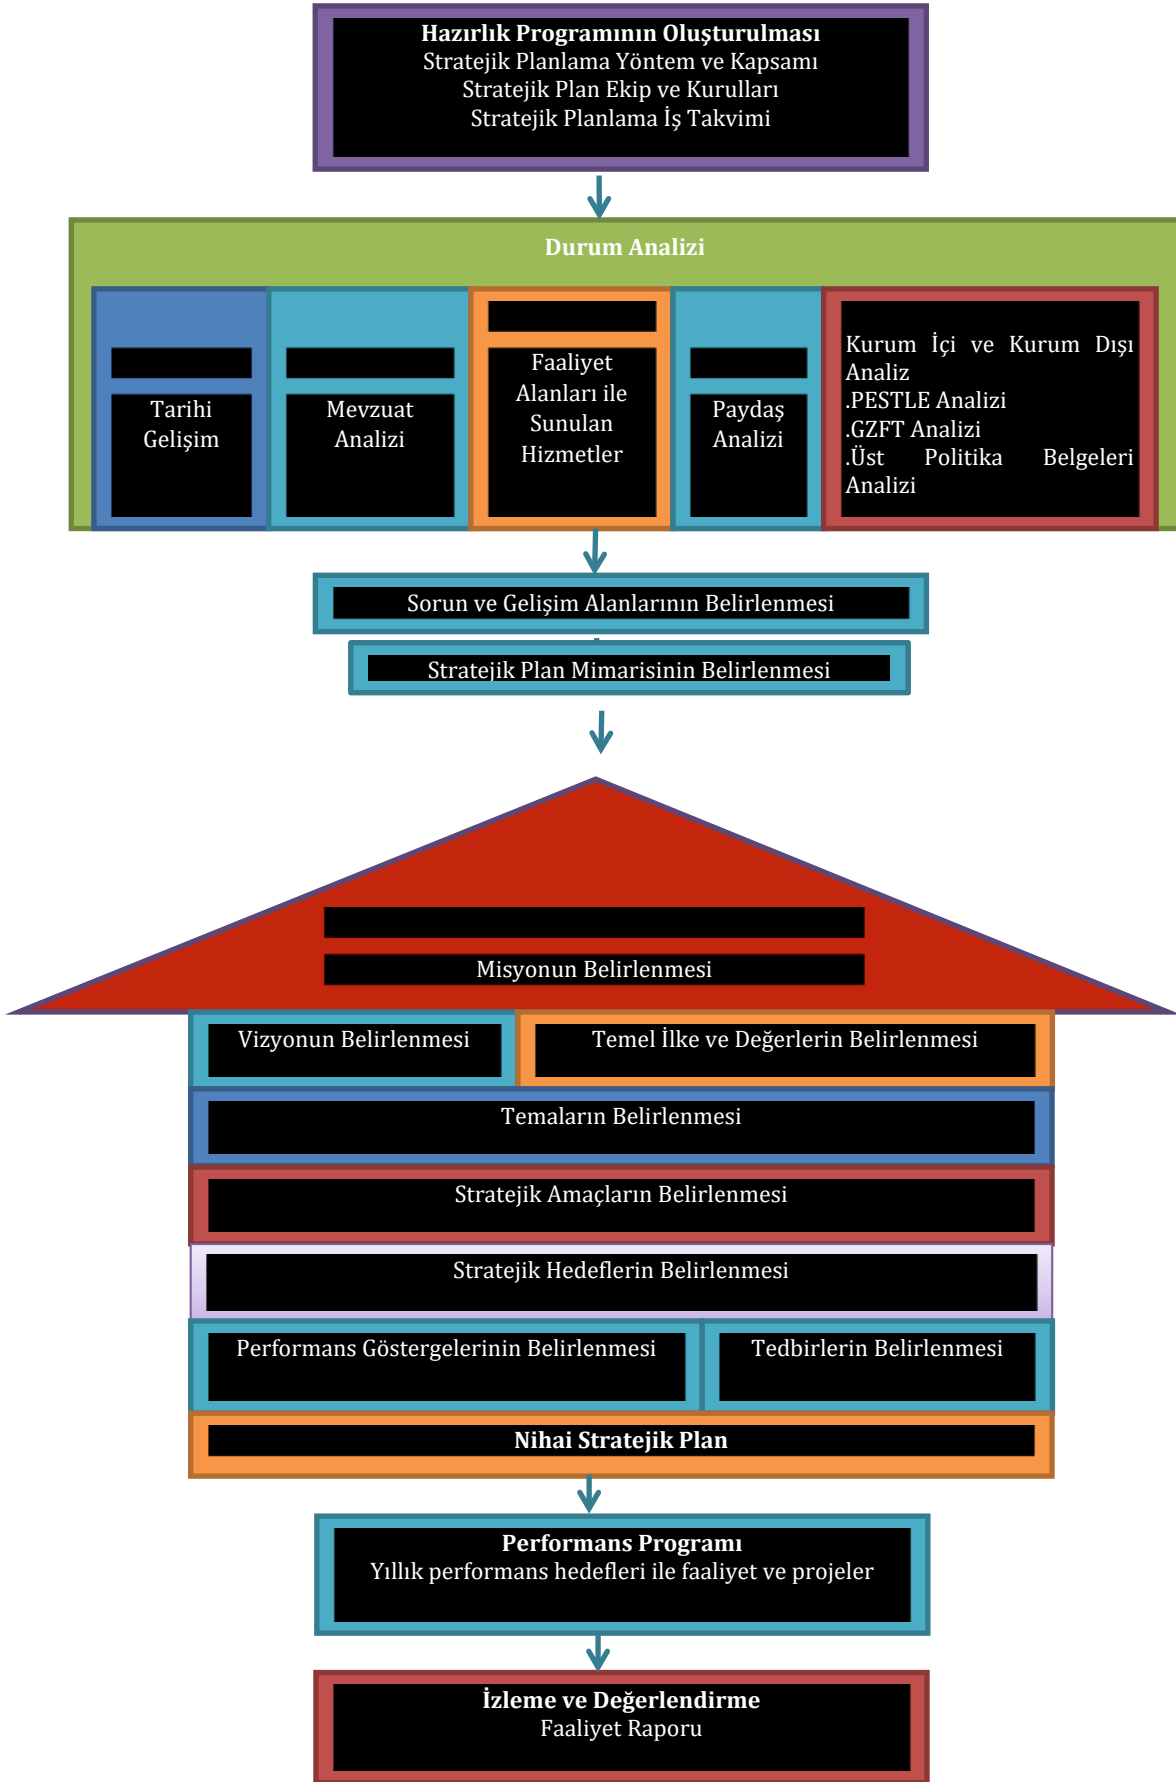 Hazırlık Programının Oluşturulması
Stratejik Planlama Yöntem ve Kapsamı
Stratejik Plan Ekip ve Kurulları
Stratejik Planlama İş Takvimi
Durum Analizi
Tarihi
Gelişim
Mevzuat
Analizi
Faaliyet
Alanları ile
Sunulan
Hizmetler
Paydaş
Analizi
Kurum İçi ve Kurum Dışı
Analiz
.PESTLE Analizi
.GZFT Analizi
.Üst Politika Belgeleri
Analizi
Sorun ve Gelişim Alanlarının Belirlenmesi
Stratejik Plan Mimarisinin Belirlenmesi
Misyonun Belirlenmesi
Vizyonun Belirlenmesi
Temel İlke ve Değerlerin Belirlenmesi
Temaların Belirlenmesi
Stratejik Amaçların Belirlenmesi
Stratejik Hedeflerin Belirlenmesi
Performans Göstergelerinin Belirlenmesi
Tedbirlerin Belirlenmesi
Nihai Stratejik Plan
Performans Programı
Yıllık performans hedefleri ile faaliyet ve projeler
İzleme ve Değerlendirme
Faaliyet Raporu